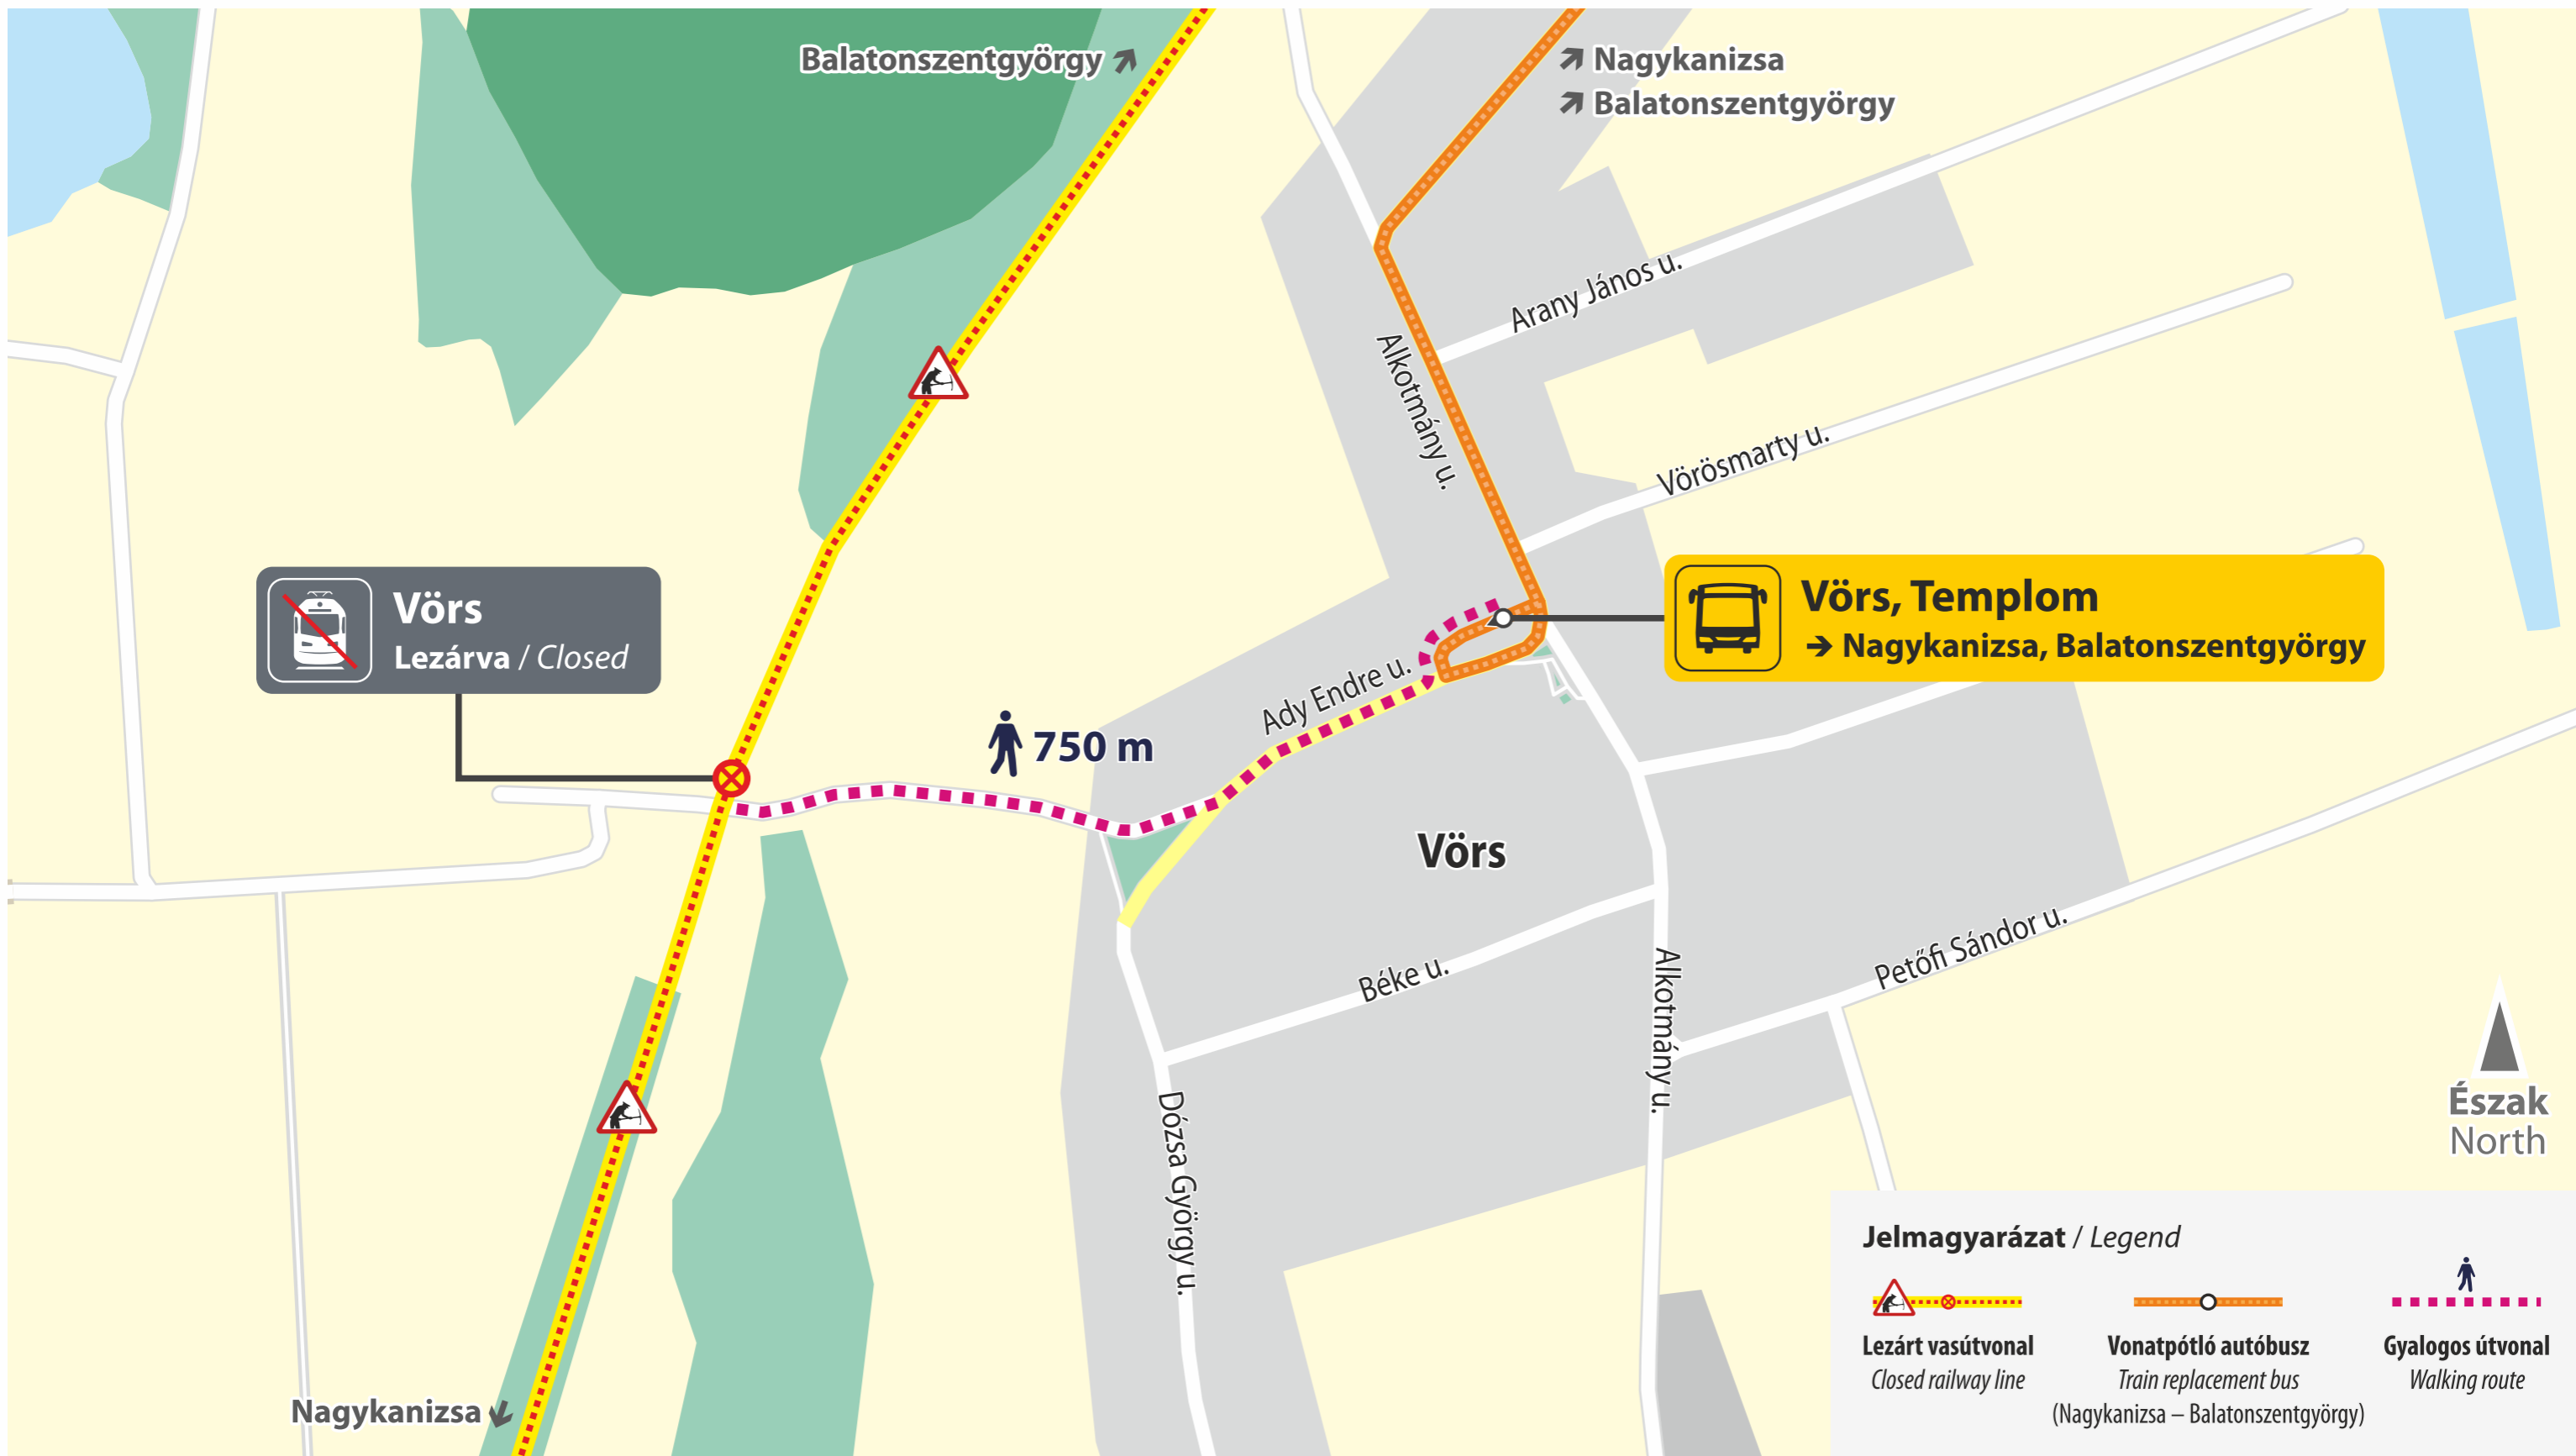 Balatonszentgyörgy
Nagykanizsa
Balatonszentgyörgy
Arany János u.
Alkotmány u.
Vörösmarty u.
Vörs
Lezárva / Closed
Vörs, Templom
→ Nagykanizsa, Balatonszentgyörgy
Ady Endre u.
750 m
Vörs
Béke u.
Alkotmány u.
Petőfi Sándor u.
Dózsa György u.
Észak
North
Nagykanizsa
Jelmagyarázat / Legend
Lezárt vasútvonal
Closed railway line
Vonatpótló autóbusz
Train replacement bus
(Nagykanizsa – Balatonszentgyörgy)
Gyalogos útvonal
Walking route